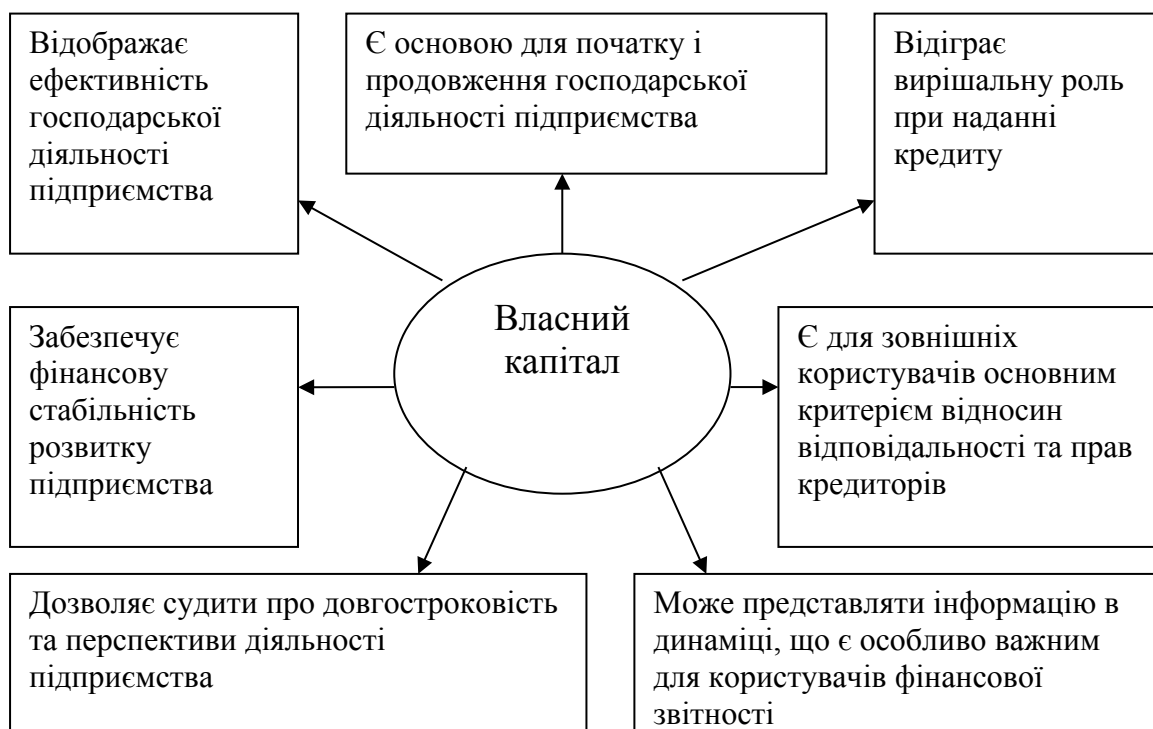 Відображає
ефективність
господарської
діяльності
підприємства
Є основою для початку і
продовження господарської
діяльності підприємства
Відіграє
вирішальну роль
при наданні
кредиту
Власний
капітал
Забезпечує
фінансову
стабільність
розвитку
підприємства
Є для зовнішніх
користувачів основним
критерієм відносин
відповідальності та прав
кредиторів
Дозволяє судити про довгостроковість
та перспективи діяльності
підприємства
Може представляти інформацію в
динаміці, що є особливо важним
для користувачів фінансової
звітності